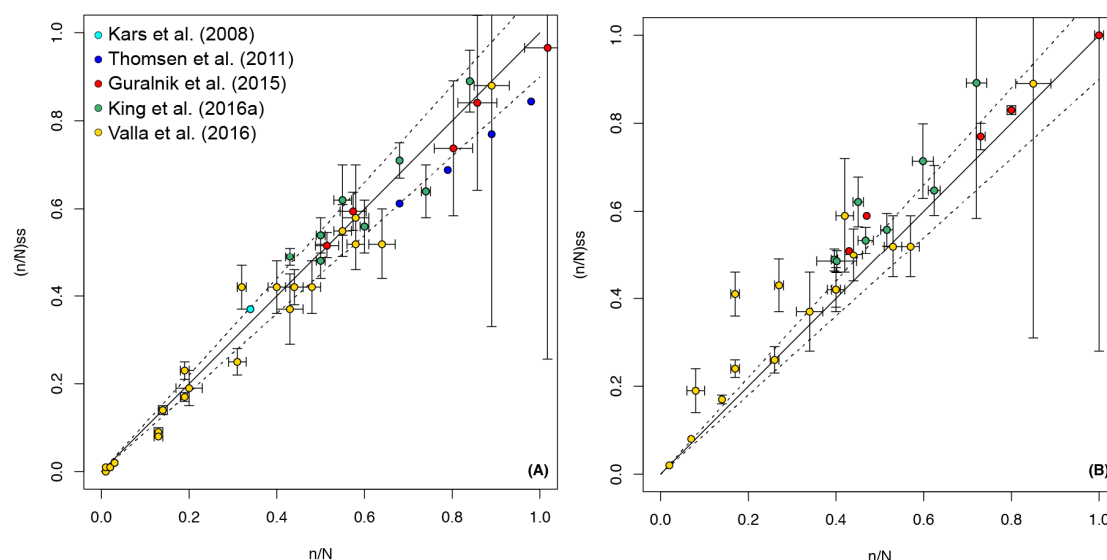 Kars et al. (2008)
Thomsen et al. (2011)
Guralnik et al. (2015)
King et al. (2016a)
Valla et al. (2016)
(n/N)ss
0.0
0.2
0.4
0.6
0.8
1.0
(A)
0.0
0.2
0.4
0.6
0.8
1.0
n/N
(n/N)ss
0.0
0.2
0.4
0.6
0.8
1.0
(B)
0.0
0.2
0.4
0.6
0.8
1.0
n/N